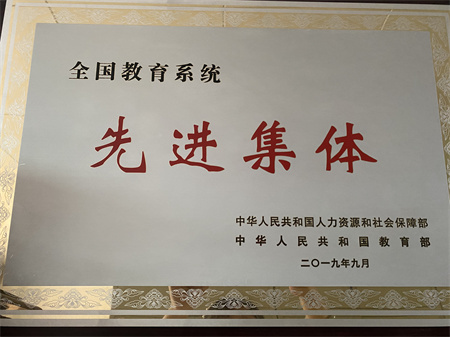 全国教育系统
先进集体
中华人民共和国人力资源和社会保障部
中华人民共和国教育部
二〇一九年九月